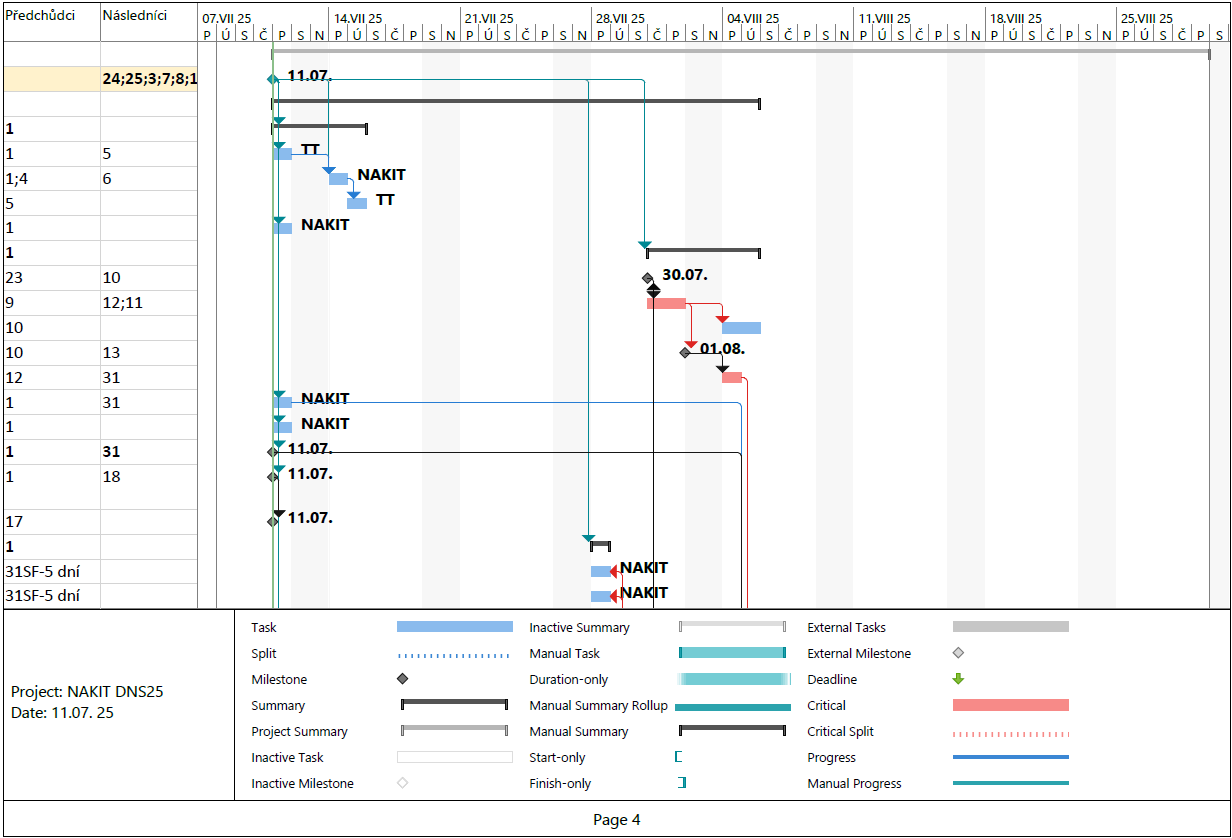 Předchůdci Následníci 07.VII 25 14.VII 25 21.VII 25 28.VII 25 04.VIII 25 11.VIII 25 18.VIII 25 25.VIII 25
P Ú S Č P S N P Ú S Č P S N P Ú S Č P S N P Ú S Č P S N P Ú S Č P S N P Ú S Č P S N P Ú S Č P S N P Ú S Č P S
24;25;3;7;8;1 11.07.
1
1 5 TT
1;4 6 NAKIT
5 TT
1 NAKIT
1
23 10 30.07.
9 12;11
10
10 13 01.08.
12 31
1 31 NAKIT
1 NAKIT
1 31 11.07.
1 18 11.07.
17 11.07.
1
31SF-5 dní NAKIT
31SF-5 dní NAKIT
Project: NAKIT DNS25
Date: 11.07. 25
Task Inactive Summary External Tasks
Split Manual Task External Milestone
Milestone Duration-only Deadline
Summary Manual Summary Rollup Critical
Project Summary Manual Summary Critical Split
Inactive Task Start-only Progress
Inactive Milestone Finish-only Manual Progress
Page 4